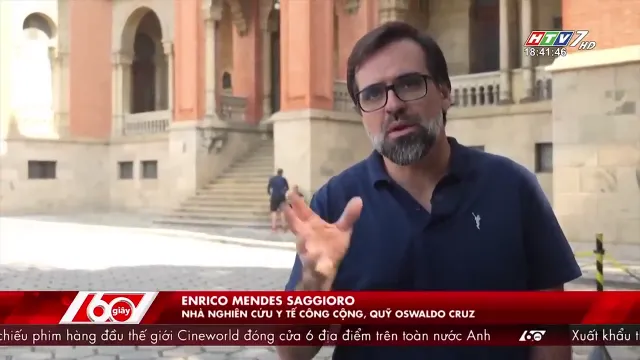 HTV7 HD
18:41:46
ENRICO MENDES SAGGIORO
NHÀ NGHIÊN CỨU Y TẾ CÔNG CỘNG, QUỸ OSWALDO CRUZ
60 giây
chiếu phim hàng đầu thế giới Cineworld đóng cửa 6 địa điểm trên toàn nước Anh 60 Xuất khẩu t